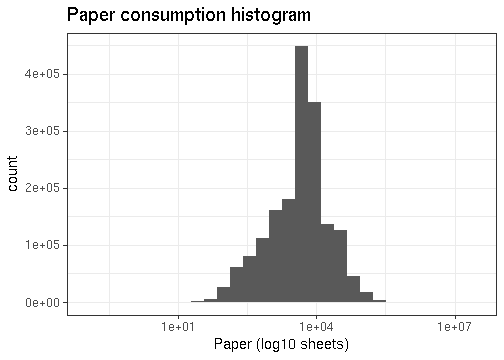 Paper consumption histogram
count
4e+05
3e+05
2e+05
1e+05
0e+00
1e+01 1e+04 1e+07
Paper (log10 sheets)